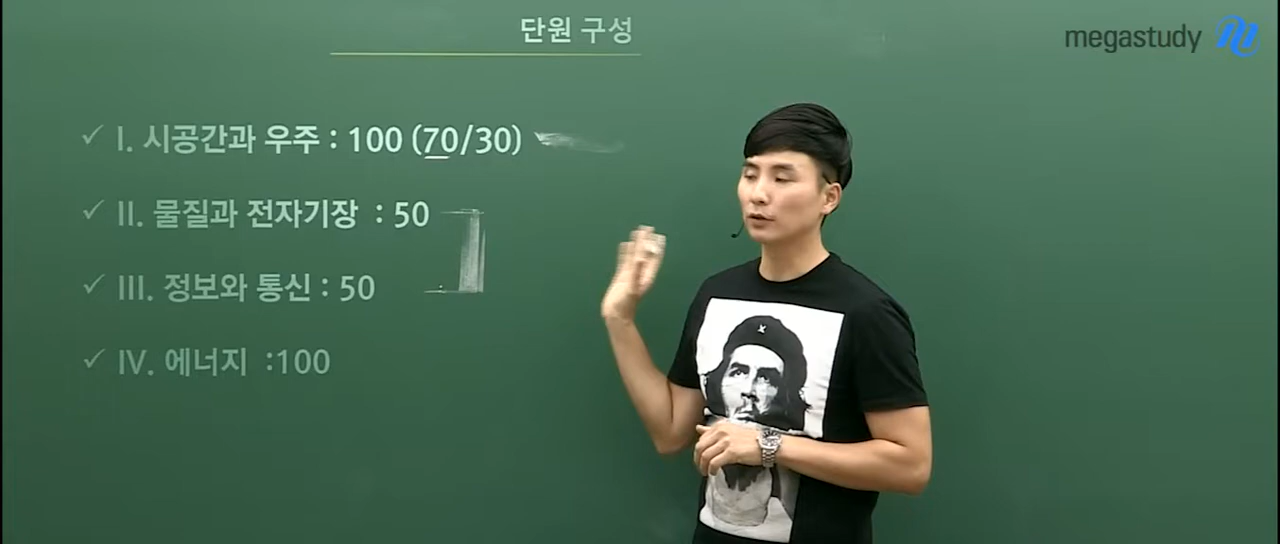 단원 구성
megastudy
I. 시공간과 우주 : 100 (70/30)
II. 물질과 전자기장 : 50
III. 정보와 통신 : 50
IV. 에너지 :100